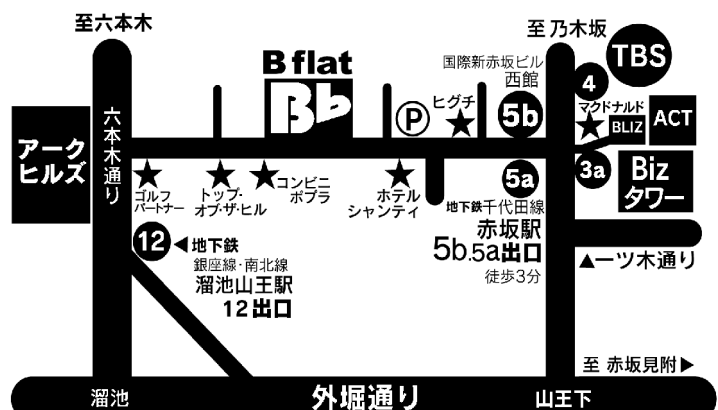 至六本木
至 乃木坂
TBS
B flat
Bb
国際新赤坂ビル
西館
4
マクドナルド
BLIZ
ACT
ヒグチ
P
5b
六本木通り
アーク
ヒルズ
ゴルフ
パートナー
トップ・
オブ・ザ・ヒル
コンビニ
ポプラ
ホテル
シャンティ
5a
3a
Biz
タワー
地下鉄千代田線
赤坂駅
5b.5a出口
徒歩3分
12
◀地下鉄
銀座線・南北線
溜池山王駅
12出口
▲一ツ木通り
至 赤坂見附▶
溜池
外堀通り
山王下